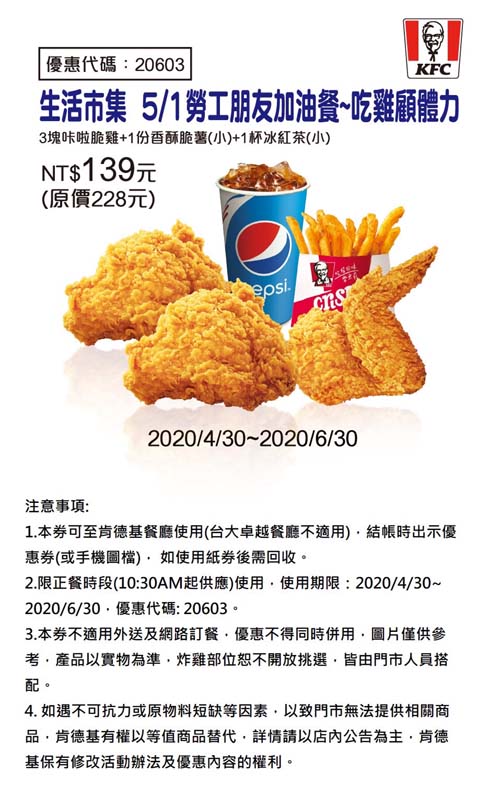 優惠代碼：20603
KFC
生活市集 5/1勞工朋友加油餐~吃雞顧體力
3塊咔啦脆雞+1份香酥脆薯(小)+1杯冰紅茶(小)
NT$139元
(原價228元)
epsi.
2020/4/30~2020/6/30
注意事項:
1.本券可至肯德基餐廳使用(台大卓越餐廳不適用)，結帳時出示優
惠券(或手機圖檔)， 如使用紙券後需回收。
2.限正餐時段(10:30AM起供應)使用，使用期限：2020/4/30~
2020/6/30，優惠代碼: 20603。
3.本券不適用外送及網路訂餐，優惠不得同時併用，圖片僅供參
考，產品以實物為準，炸雞部位恕不開放挑選，皆由門市人員搭
配。
4. 如遇不可抗力或原物料短缺等因素，以致門市無法提供相關商
品，肯德基有權以等值商品替代，詳情請以店內公告為主，肯德
基保有修改活動辦法及優惠內容的權利。